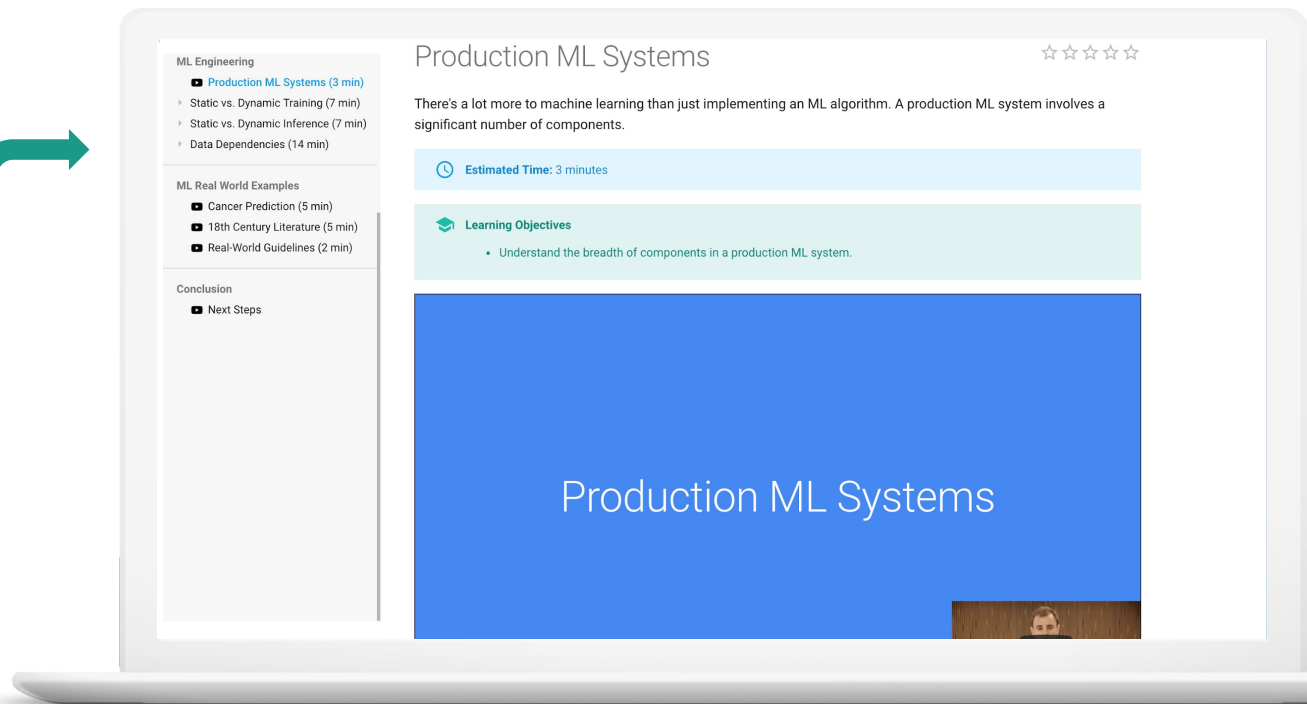 ML Engineering
Production ML Systems (3 min)
Static vs. Dynamic Training (7 min)
Static vs. Dynamic Inference (7 min)
Data Dependencies (14 min)
ML Real World Examples
Cancer Prediction (5 min)
18th Century Literature (5 min)
Real-World Guidelines (2 min)
Conclusion
Next Steps
Production ML Systems
There's a lot more to machine learning than just implementing an ML algorithm. A production ML system involves a
significant number of components.
Estimated Time: 3 minutes
Learning Objectives
• Understand the breadth of components in a production ML system.
Production ML Systems